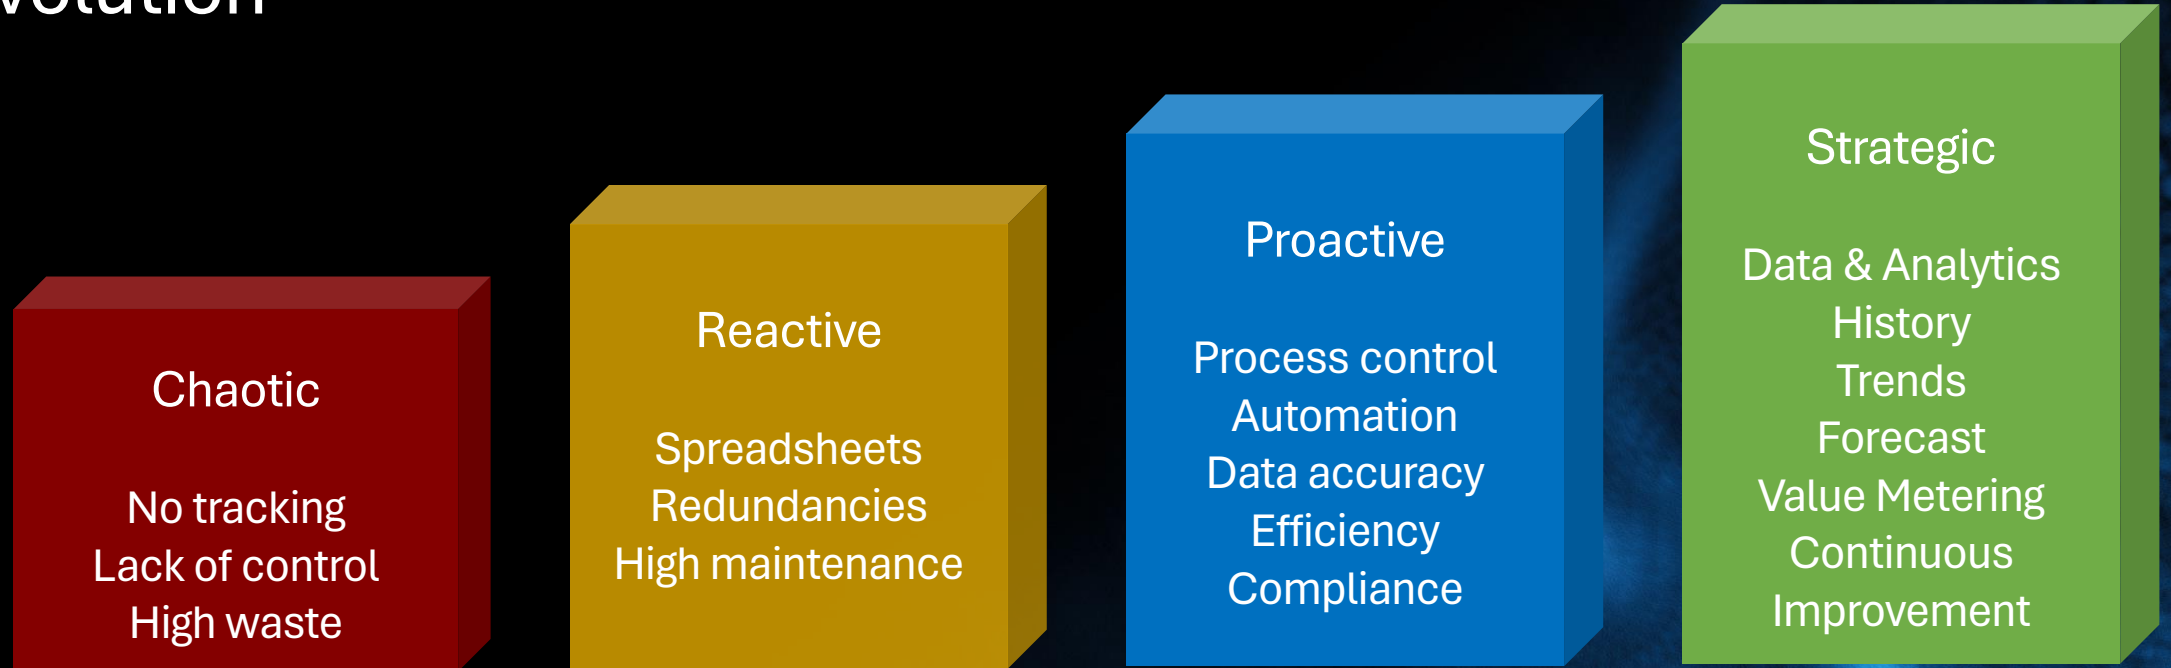 volution
Chaotic
No tracking
Lack of control
High waste
Reactive
Spreadsheets
Redundancies
High maintenance
Proactive
Process control
Automation
Data accuracy
Efficiency
Compliance
Strategic
Data & Analytics
History
Trends
Forecast
Value Metering
Continuous
Improvement